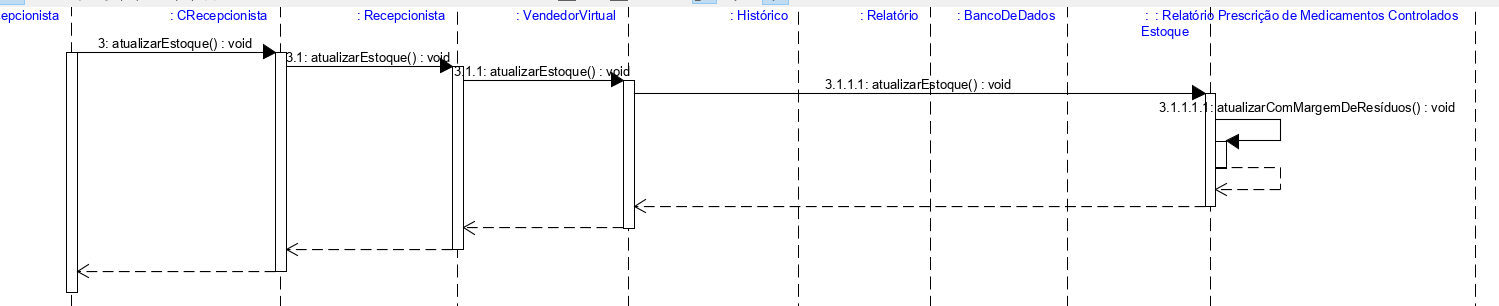 epcionista
: CRecepcionista
: Recepcionista
: VendedorVirtual
: Histórico
: Relatório
: BancoDeDados
: Estoque
: Relatório Prescrição de Medicamentos Controlados
3: atualizarEstoque() : void
3.1: atualizarEstoque() : void
3.1.1: atualizarEstoque() : void
3.1.1.1: atualizarEstoque() : void
3.1.1.1.1: atualizarComMargemDeResíduos() : void